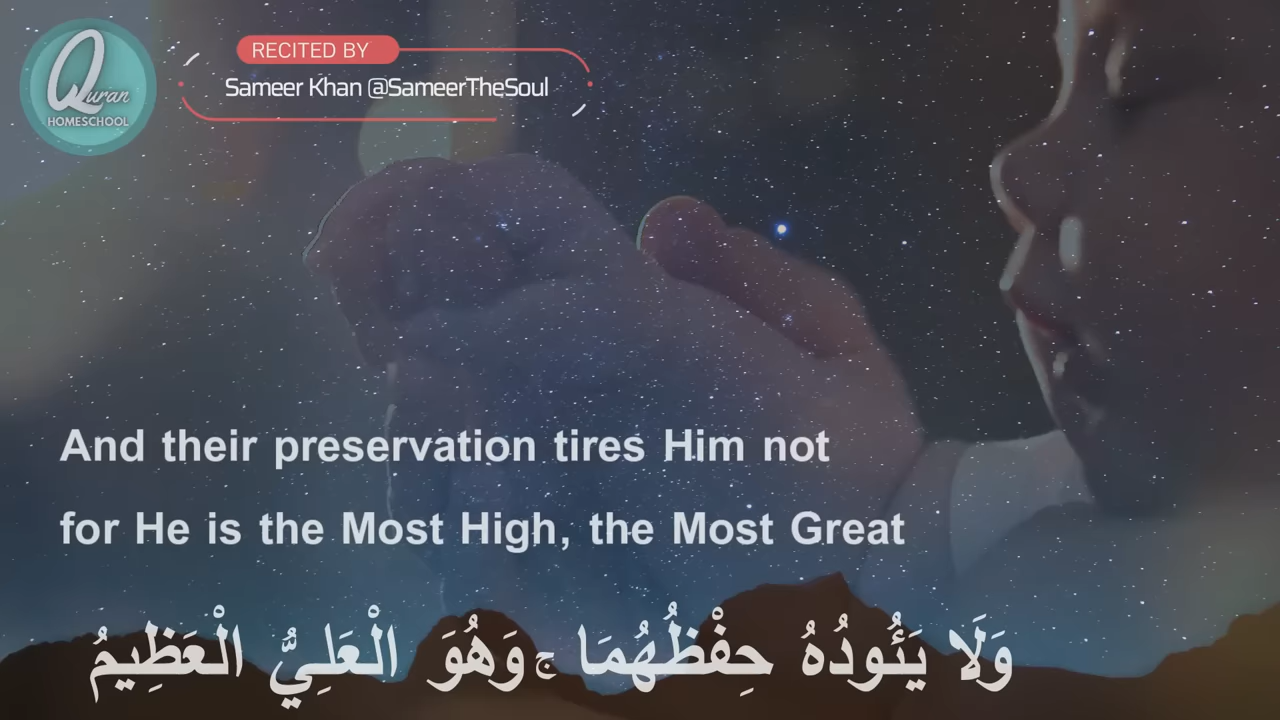 Quran
HOMESCHOOL
RECITED BY
Sameer Khan @SameerTheSoul
And their preservation tires Him not
for He is the Most High, the Most Great
وَلَا يَئُودُهُ حِفْظُهُمَا ۚ وَهُوَ الْعَلِيُّ الْعَظِيمُ